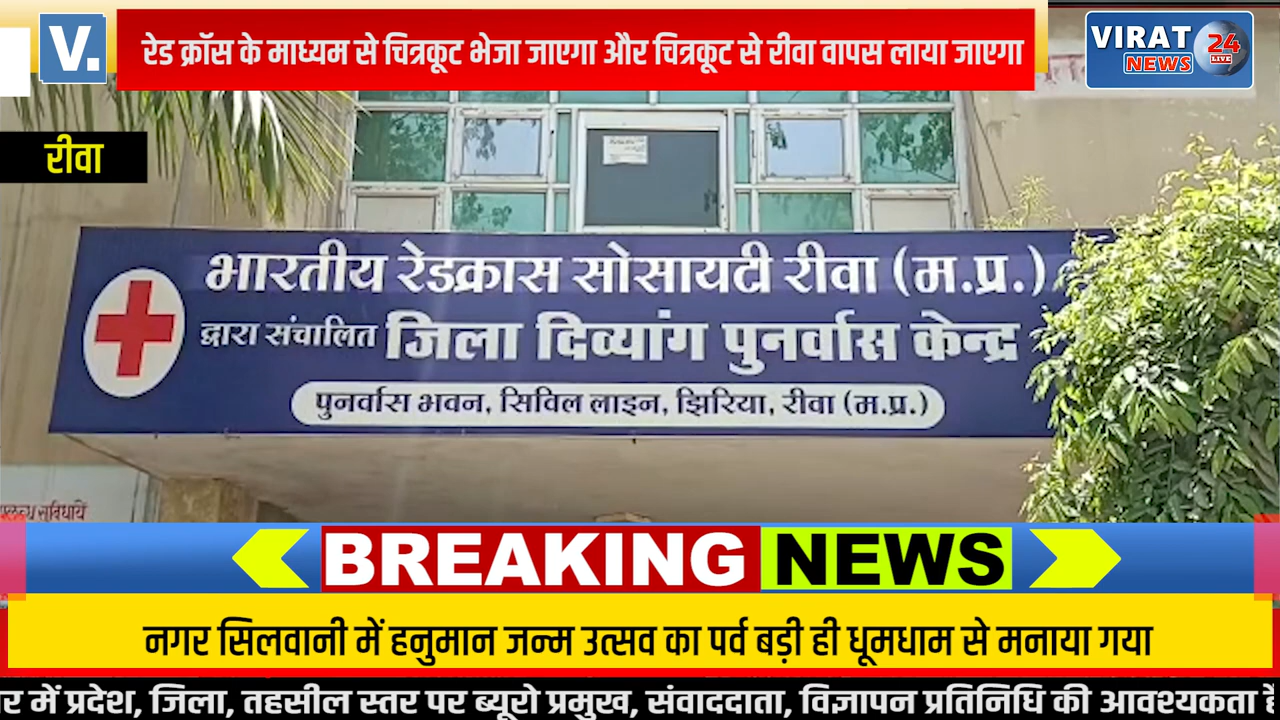 V.
रेड क्रॉस के माध्यम से चित्रकूट भेजा जाएगा और चित्रकूट से रीवा वापस लाया जाएगा
VIRAT 24
NEWS LIVE
रीवा
भारतीय रेडक्रास सोसायटी रीवा (म.प्र.)
द्वारा संचालित जिला दिव्यांग पुनर्वास केन्द्र
पुनर्वास भवन, सिविल लाइन, झिरिया, रीवा (म.प्र.)
सुविधायें
BREAKING NEWS
नगर सिलवानी में हनुमान जन्म उत्सव का पर्व बड़ी ही धूमधाम से मनाया गया
में प्रदेश, जिला, तहसील स्तर पर ब्यूरो प्रमुख, संवाददाता, विज्ञापन प्रतिनिधि की आवश्यकता है